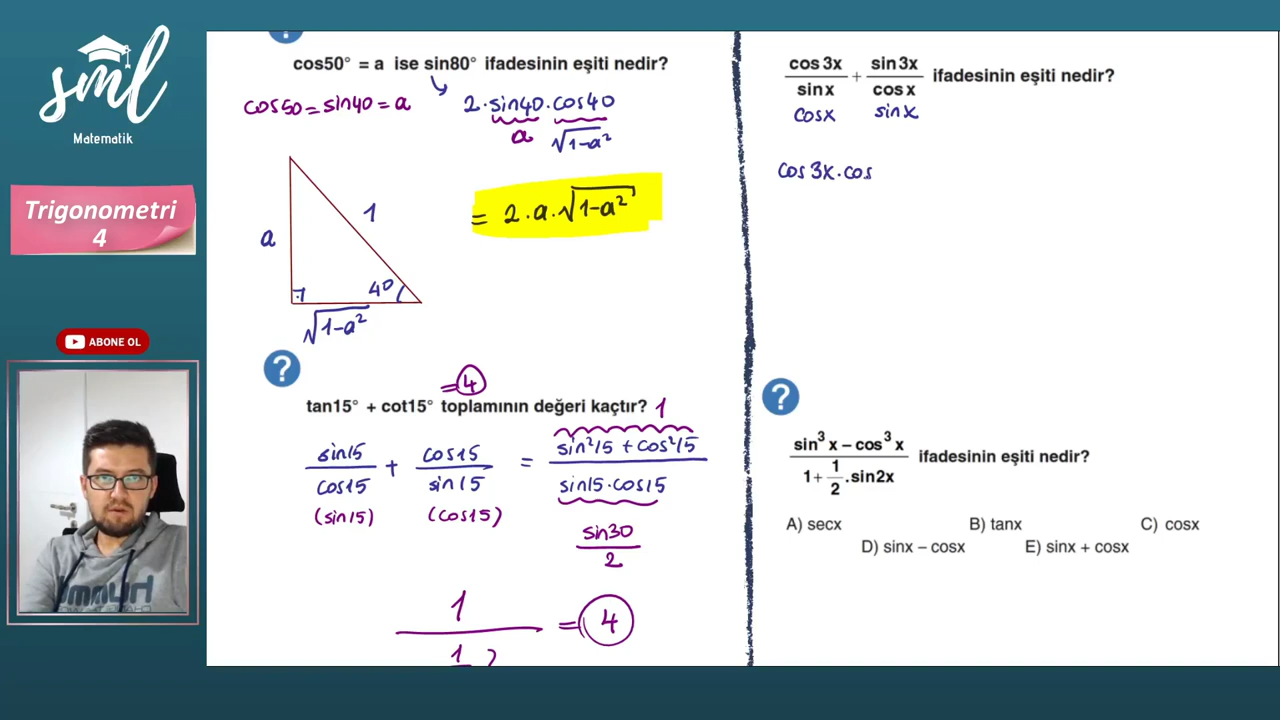 sml
Matematik
Trigonometri
4
ABONE OL
?
cos50° = a ise sin80° ifadesinin eşiti nedir?
cos50 = sin40 = a
2·sin40·cos40
a √1-a²
= 2·a·√1-a²
a
1
40
√1-a²
?
= 4
tan15° + cot15° toplamının değeri kaçtır?
1
sin15/cos15 + cos15/sin15 = sin²15 + cos²15/sin15·cos15
(sin15) (cos15)
sin30/2
1/1 = 4
cos 3x/sin x + sin 3x/cos x ifadesinin eşiti nedir?
cosx sinx
cos3x·cos
?
sin³ x – cos³ x/1+ 1/2 .sin2x ifadesinin eşiti nedir?
A) secx B) tanx C) cosx
D) sinx – cosx E) sinx + cosx